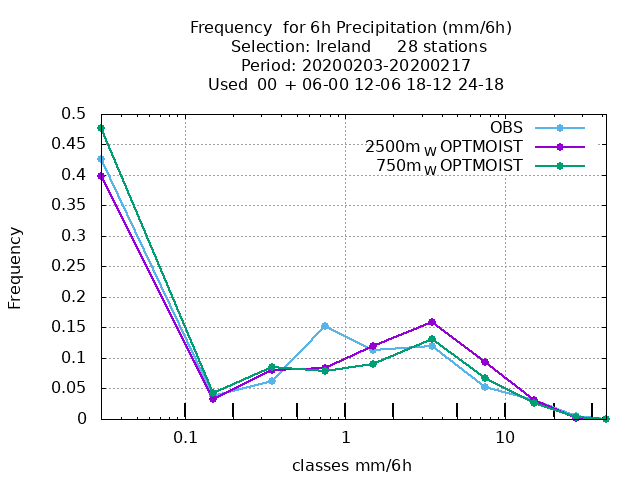 Frequency  for 6h Precipitation (mm/6h)
Selection: Ireland     28 stations
Period: 20200203-20200217
Used  00  + 06-00 12-06 18-12 24-18
0.5
0.45
0.4
0.35
0.3
0.25
0.2
0.15
0.1
0.05
0
Frequency
OBS
2500m W OPTMOIST
750m W OPTMOIST
0.1
1
10
classes mm/6h